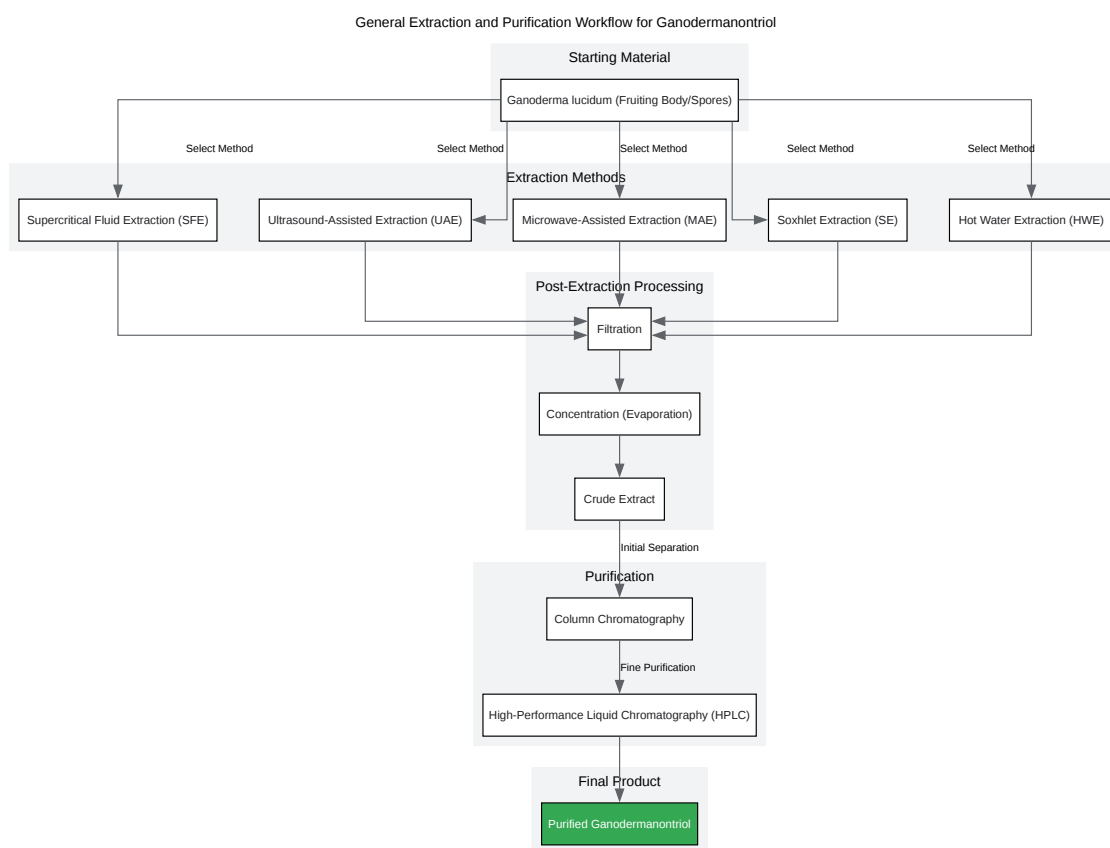 General Extraction and Purification Workflow for Ganodermanontriol
Starting Material
Ganoderma lucidum (Fruiting Body/Spores)
Select Method
Select Method
Select Method
Select Method
Select Method
Extraction Methods
Supercritical Fluid Extraction (SFE)
Ultrasound-Assisted Extraction (UAE)
Microwave-Assisted Extraction (MAE)
Soxhlet Extraction (SE)
Hot Water Extraction (HWE)
Post-Extraction Processing
Filtration
Concentration (Evaporation)
Crude Extract
Initial Separation
Purification
Column Chromatography
Fine Purification
High-Performance Liquid Chromatography (HPLC)
Final Product
Purified Ganodermanontriol